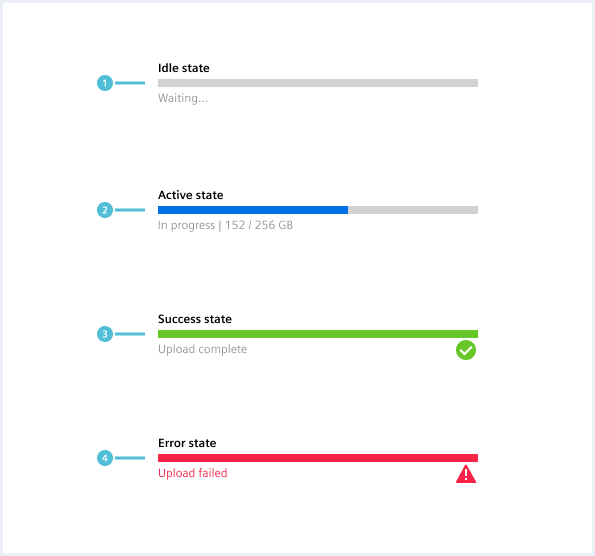 Idle state
1
Waiting...
Active state
2
In progress | 152 / 256 GB
Success state
3
Upload complete
Error state
4
Upload failed